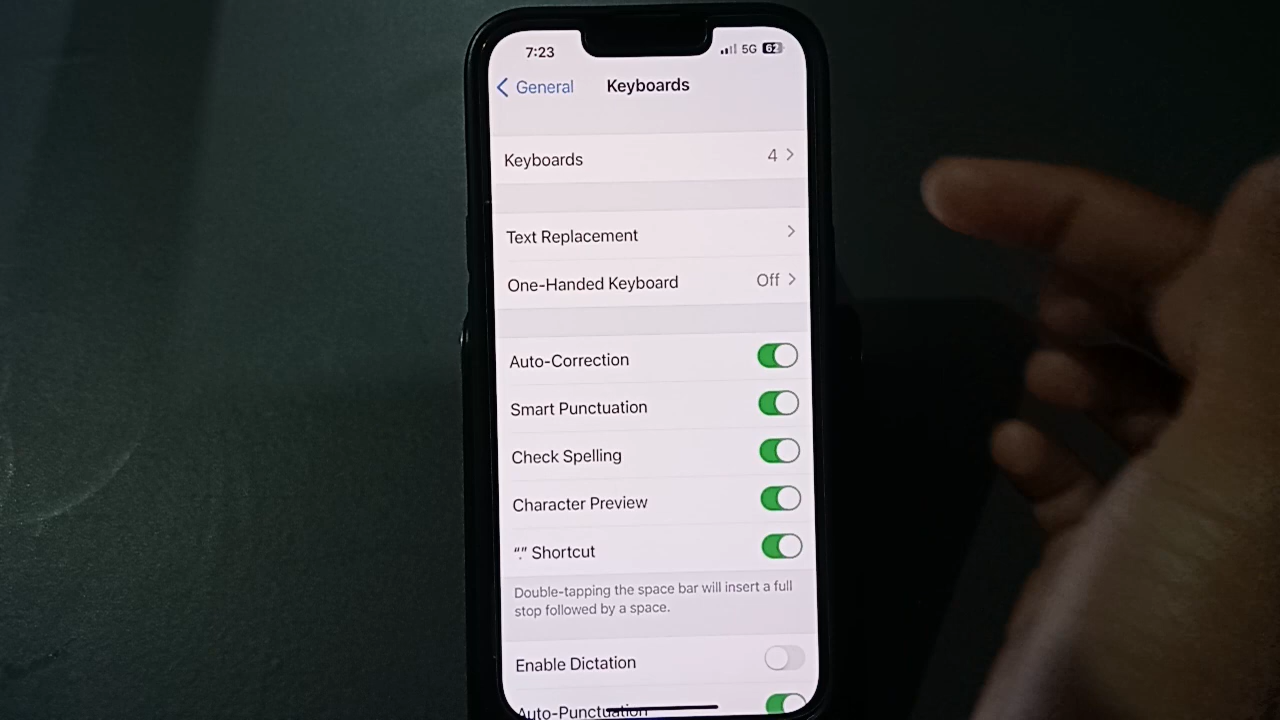 7:23
5G 62
General Keyboards
Keyboards 4
Text Replacement
One-Handed Keyboard Off
Auto-Correction
Smart Punctuation
Check Spelling
Character Preview
“.” Shortcut
Double-tapping the space bar will insert a full
stop followed by a space.
Enable Dictation
Auto-Punctuation